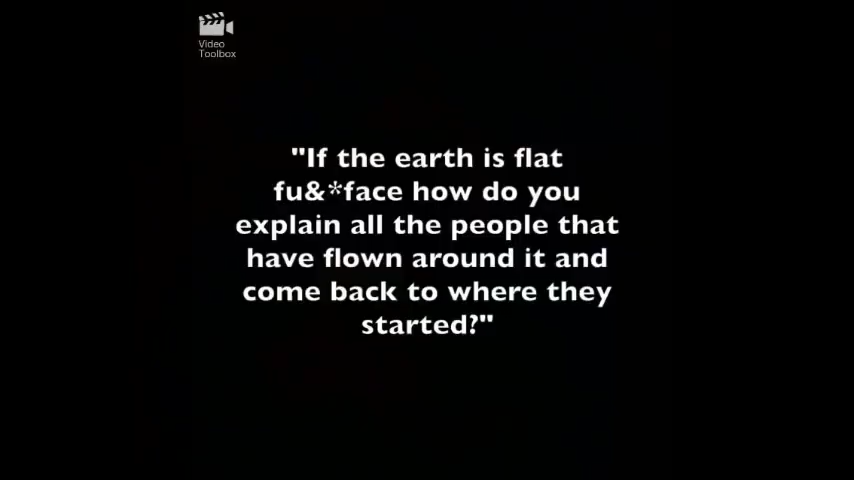 Video
Toolbox
"If the earth is flat
fu&*face how do you
explain all the people that
have flown around it and
come back to where they
started?"